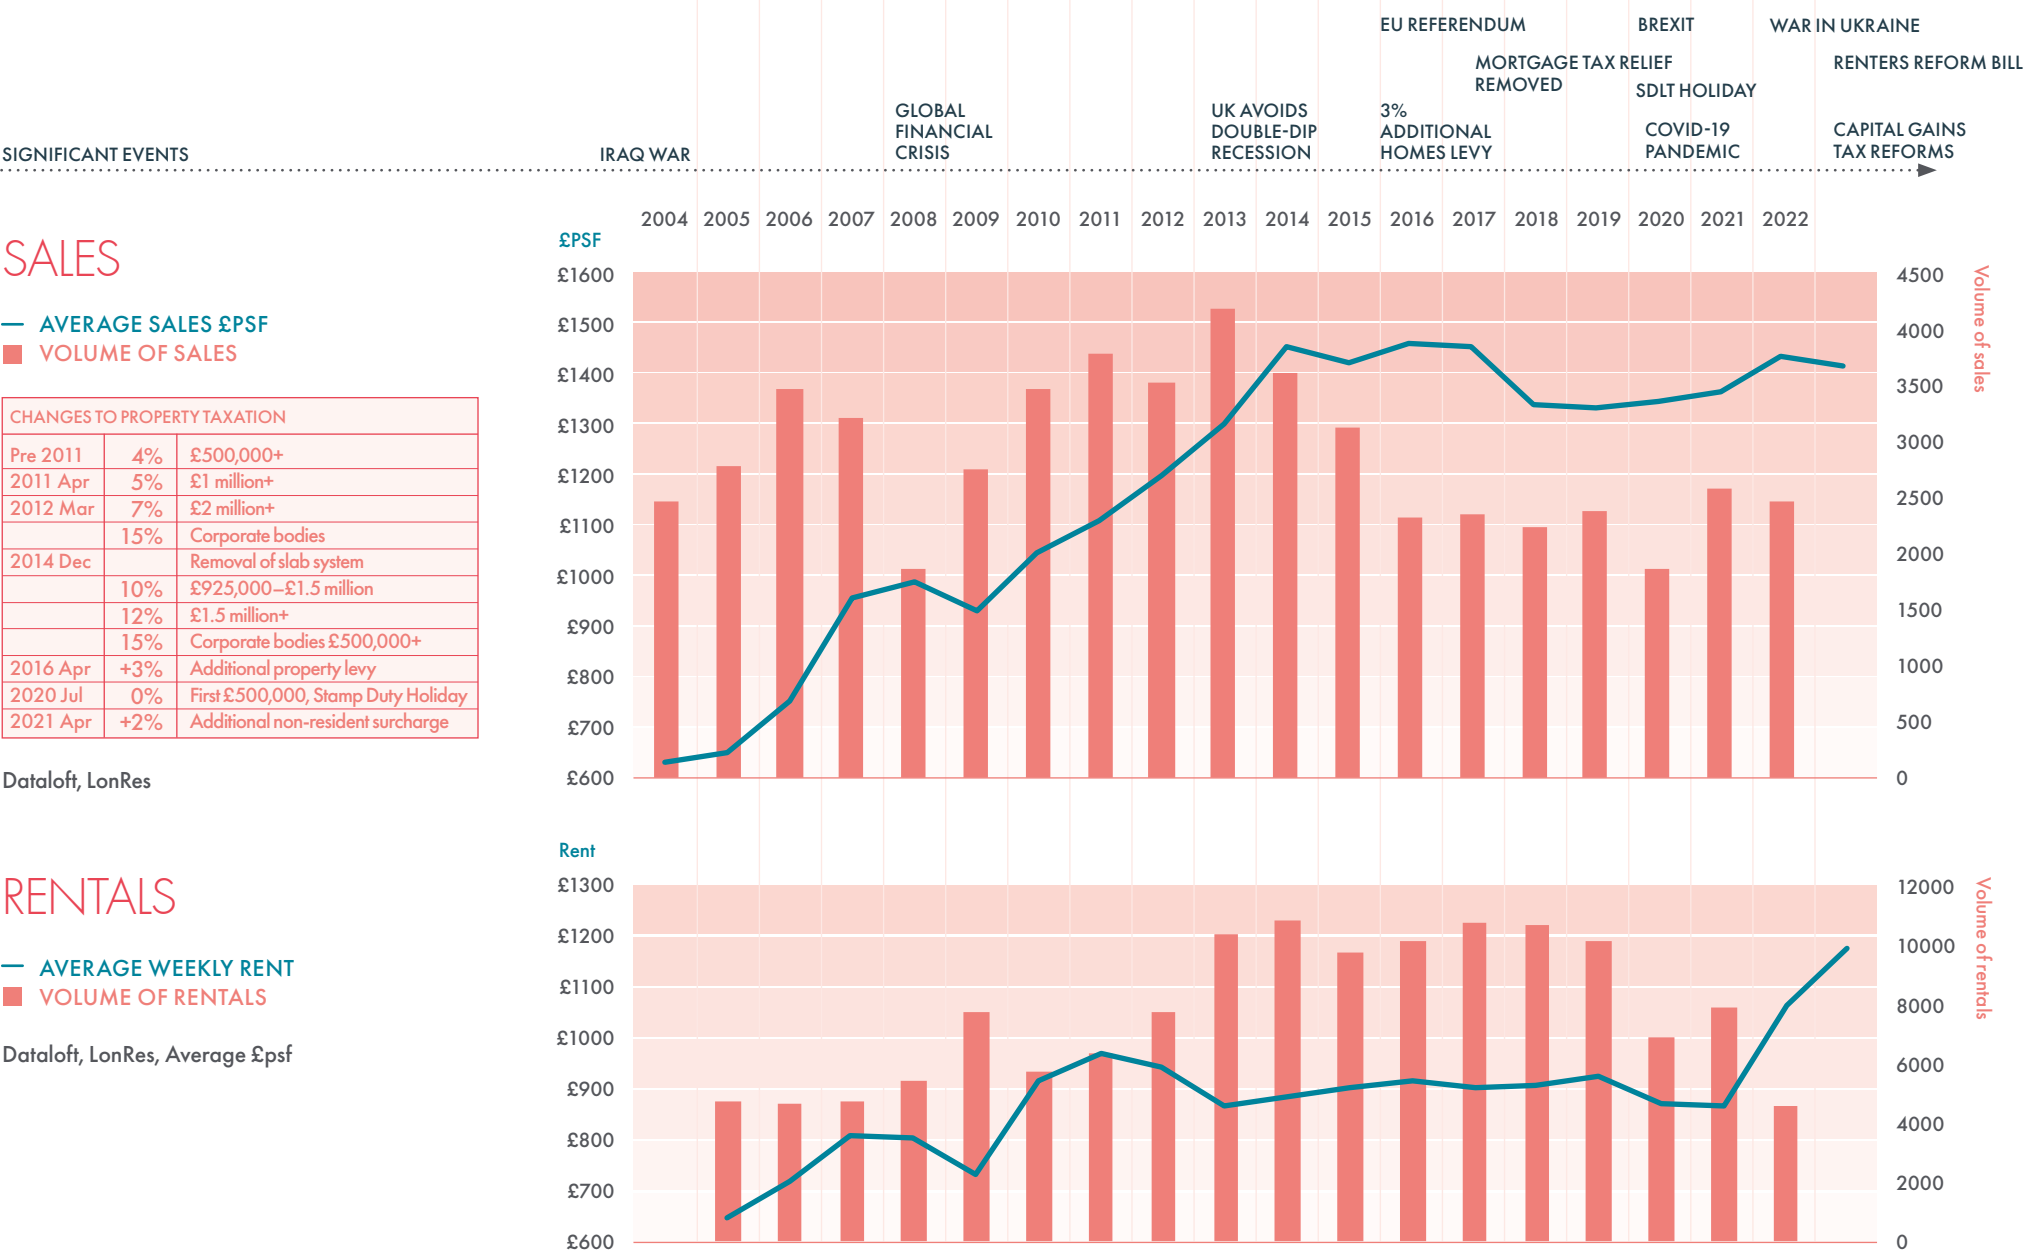 EU REFERENDUM
BREXIT
WAR IN UKRAINE
MORTGAGE TAX RELIEF
REMOVED
RENTERS REFORM BILL
SDLT HOLIDAY
GLOBAL
FINANCIAL
CRISIS
UK AVOIDS
DOUBLE-DIP
RECESSION
3%
ADDITIONAL
HOMES LEVY
COVID-19
PANDEMIC
CAPITAL GAINS
TAX REFORMS
SIGNIFICANT EVENTS
IRAQ WAR
2004 2005 2006 2007 2008 2009 2010 2011 2012 2013 2014 2015 2016 2017 2018 2019 2020 2021 2022
SALES
AVERAGE SALES £PSF
VOLUME OF SALES
CHANGES TO PROPERTY TAXATION
Pre 2011 4% £500,000+
2011 Apr 5% £1 million+
2012 Mar 7% £2 million+
15% Corporate bodies
2014 Dec Removal of slab system
10% £925,000–£1.5 million
12% £1.5 million+
15% Corporate bodies £500,000+
2016 Apr +3% Additional property levy
2020 Jul 0% First £500,000, Stamp Duty Holiday
2021 Apr +2% Additional non-resident surcharge
Dataloft, LonRes
£PSF
£1600
£1500
£1400
£1300
£1200
£1100
£1000
£900
£800
£700
£600
4500
4000
3500
3000
2500
2000
1500
1000
500
0
Volume of sales
RENTALS
AVERAGE WEEKLY RENT
VOLUME OF RENTALS
Dataloft, LonRes, Average £psf
Rent
£1300
£1200
£1100
£1000
£900
£800
£700
£600
12000
10000
8000
6000
4000
2000
0
Volume of rentals